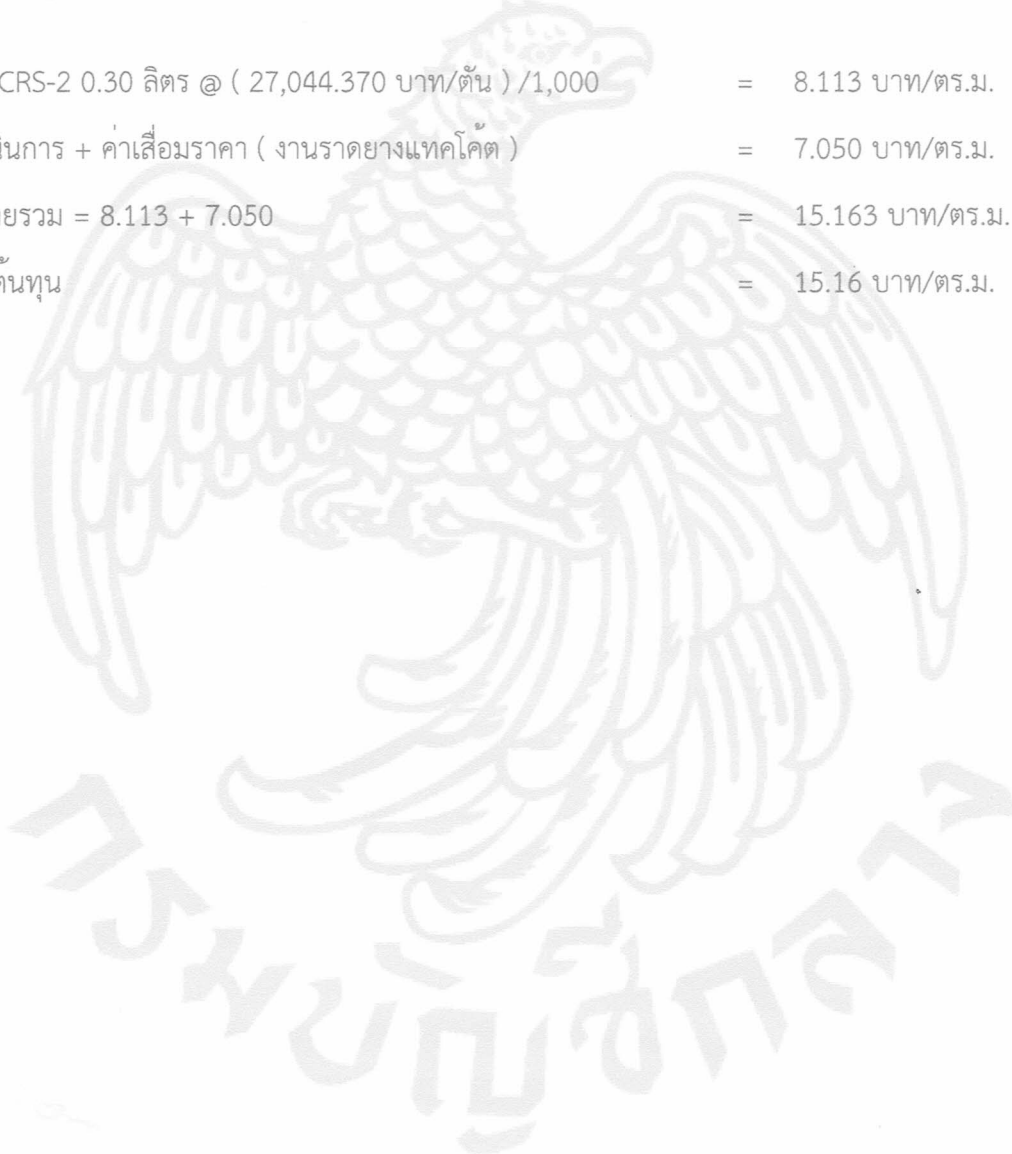 CRS-2 0.30 ลิตร @ ( 27,044.370 บาท/ตัน ) /1,000 = 8.113 บาท/ตร.ม.
นินการ + ค่าเสื่อมราคา ( งานราดยางแทคโค้ต ) = 7.050 บาท/ตร.ม.
ยรวม = 8.113 + 7.050 = 15.163 บาท/ตร.ม.
ต้นทุน = 15.16 บาท/ตร.ม.
กรมบัญชีกลาง